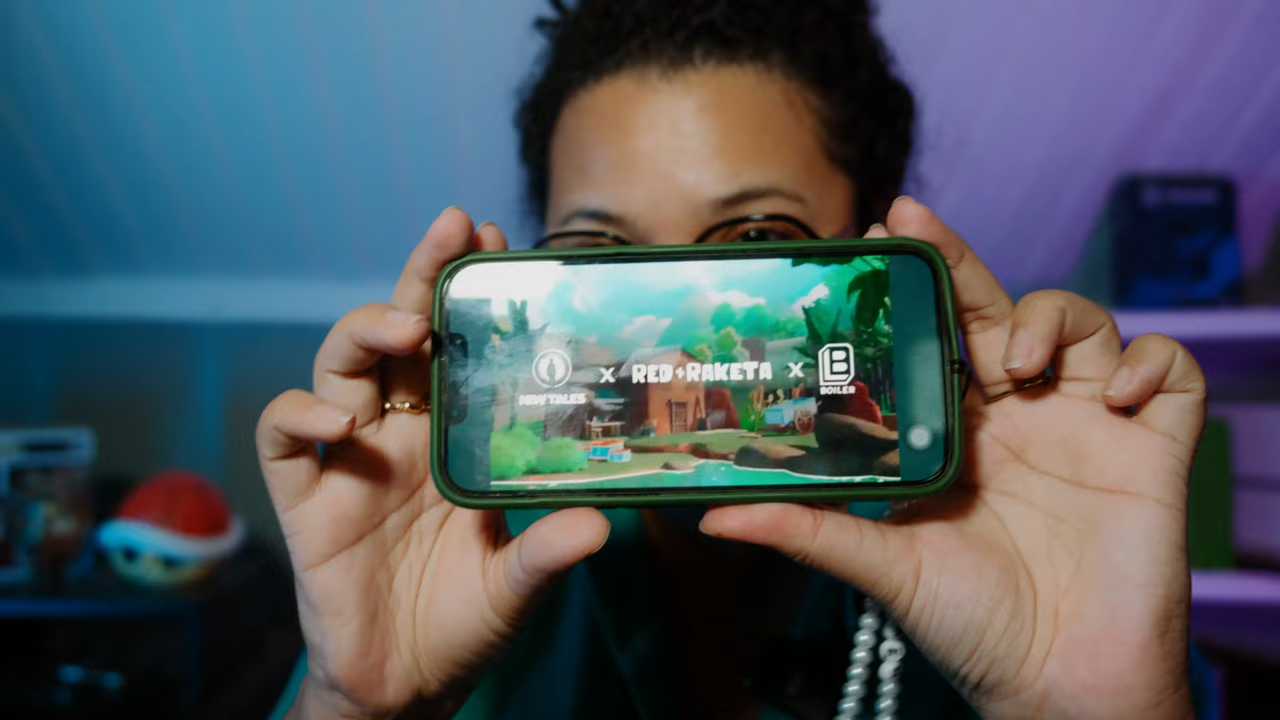 NEW TALES
X
RED+RAKETA
X
B
BOILER